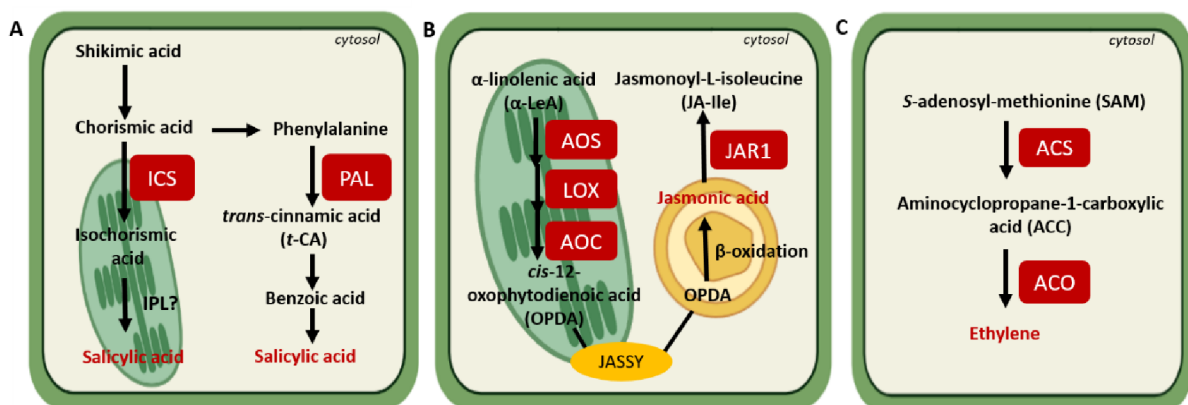 A
cytosol
Shikimic acid
Chorismic acid
Phenylalanine
ICS
PAL
trans-cinnamic acid
(t-CA)
Isochorismic
acid
IPL?
Benzoic acid
Salicylic acid
Salicylic acid
B
cytosol
α-linolenic acid
(α-LeA)
AOS
LOX
AOC
cis-12-
oxophytodienoic acid
(OPDA)
JASSY
OPDA
β-oxidation
Jasmonic acid
JAR1
Jasmonoyl-L-isoleucine
(JA-Ile)
C
cytosol
S-adenosyl-methionine (SAM)
ACS
Aminocyclopropane-1-carboxylic
acid (ACC)
ACO
Ethylene